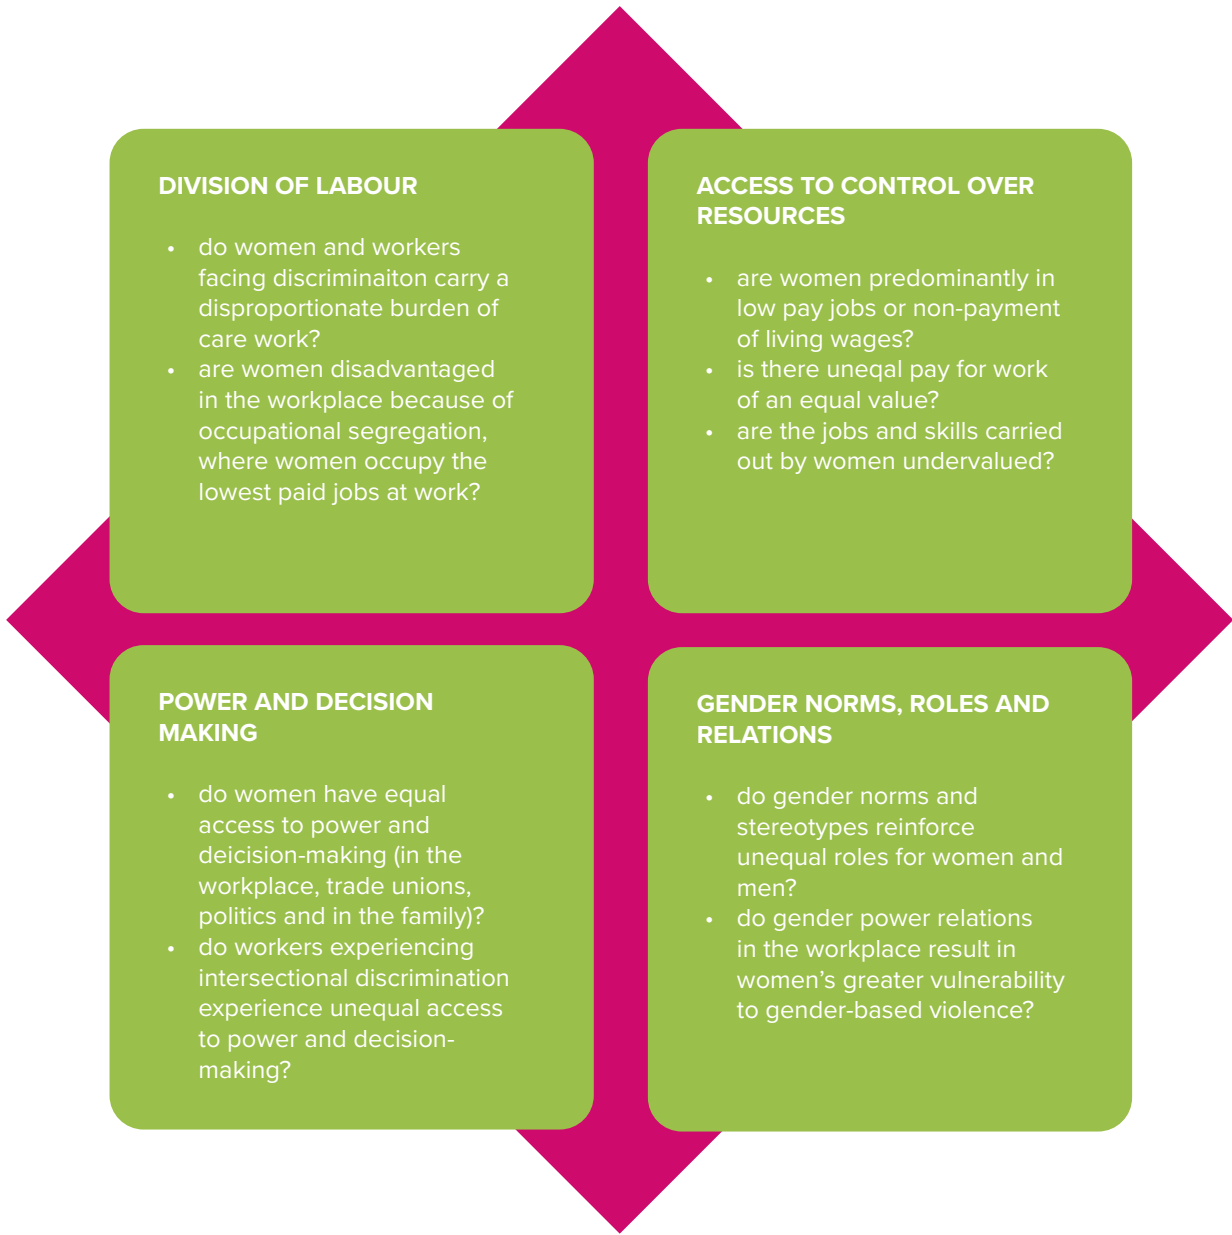 DIVISION OF LABOUR
• do women and workers
facing discriminaiton carry a
disproportionate burden of
care work?
• are women disadvantaged
in the workplace because of
occupational segregation,
where women occupy the
lowest paid jobs at work?
ACCESS TO CONTROL OVER
RESOURCES
• are women predominantly in
low pay jobs or non-payment
of living wages?
• is there uneqal pay for work
of an equal value?
• are the jobs and skills carried
out by women undervalued?
POWER AND DECISION
MAKING
• do women have equal
access to power and
deicision-making (in the
workplace, trade unions,
politics and in the family)?
• do workers experiencing
intersectional discrimination
experience unequal access
to power and decision-
making?
GENDER NORMS, ROLES AND
RELATIONS
• do gender norms and
stereotypes reinforce
unequal roles for women and
men?
• do gender power relations
in the workplace result in
women’s greater vulnerability
to gender-based violence?